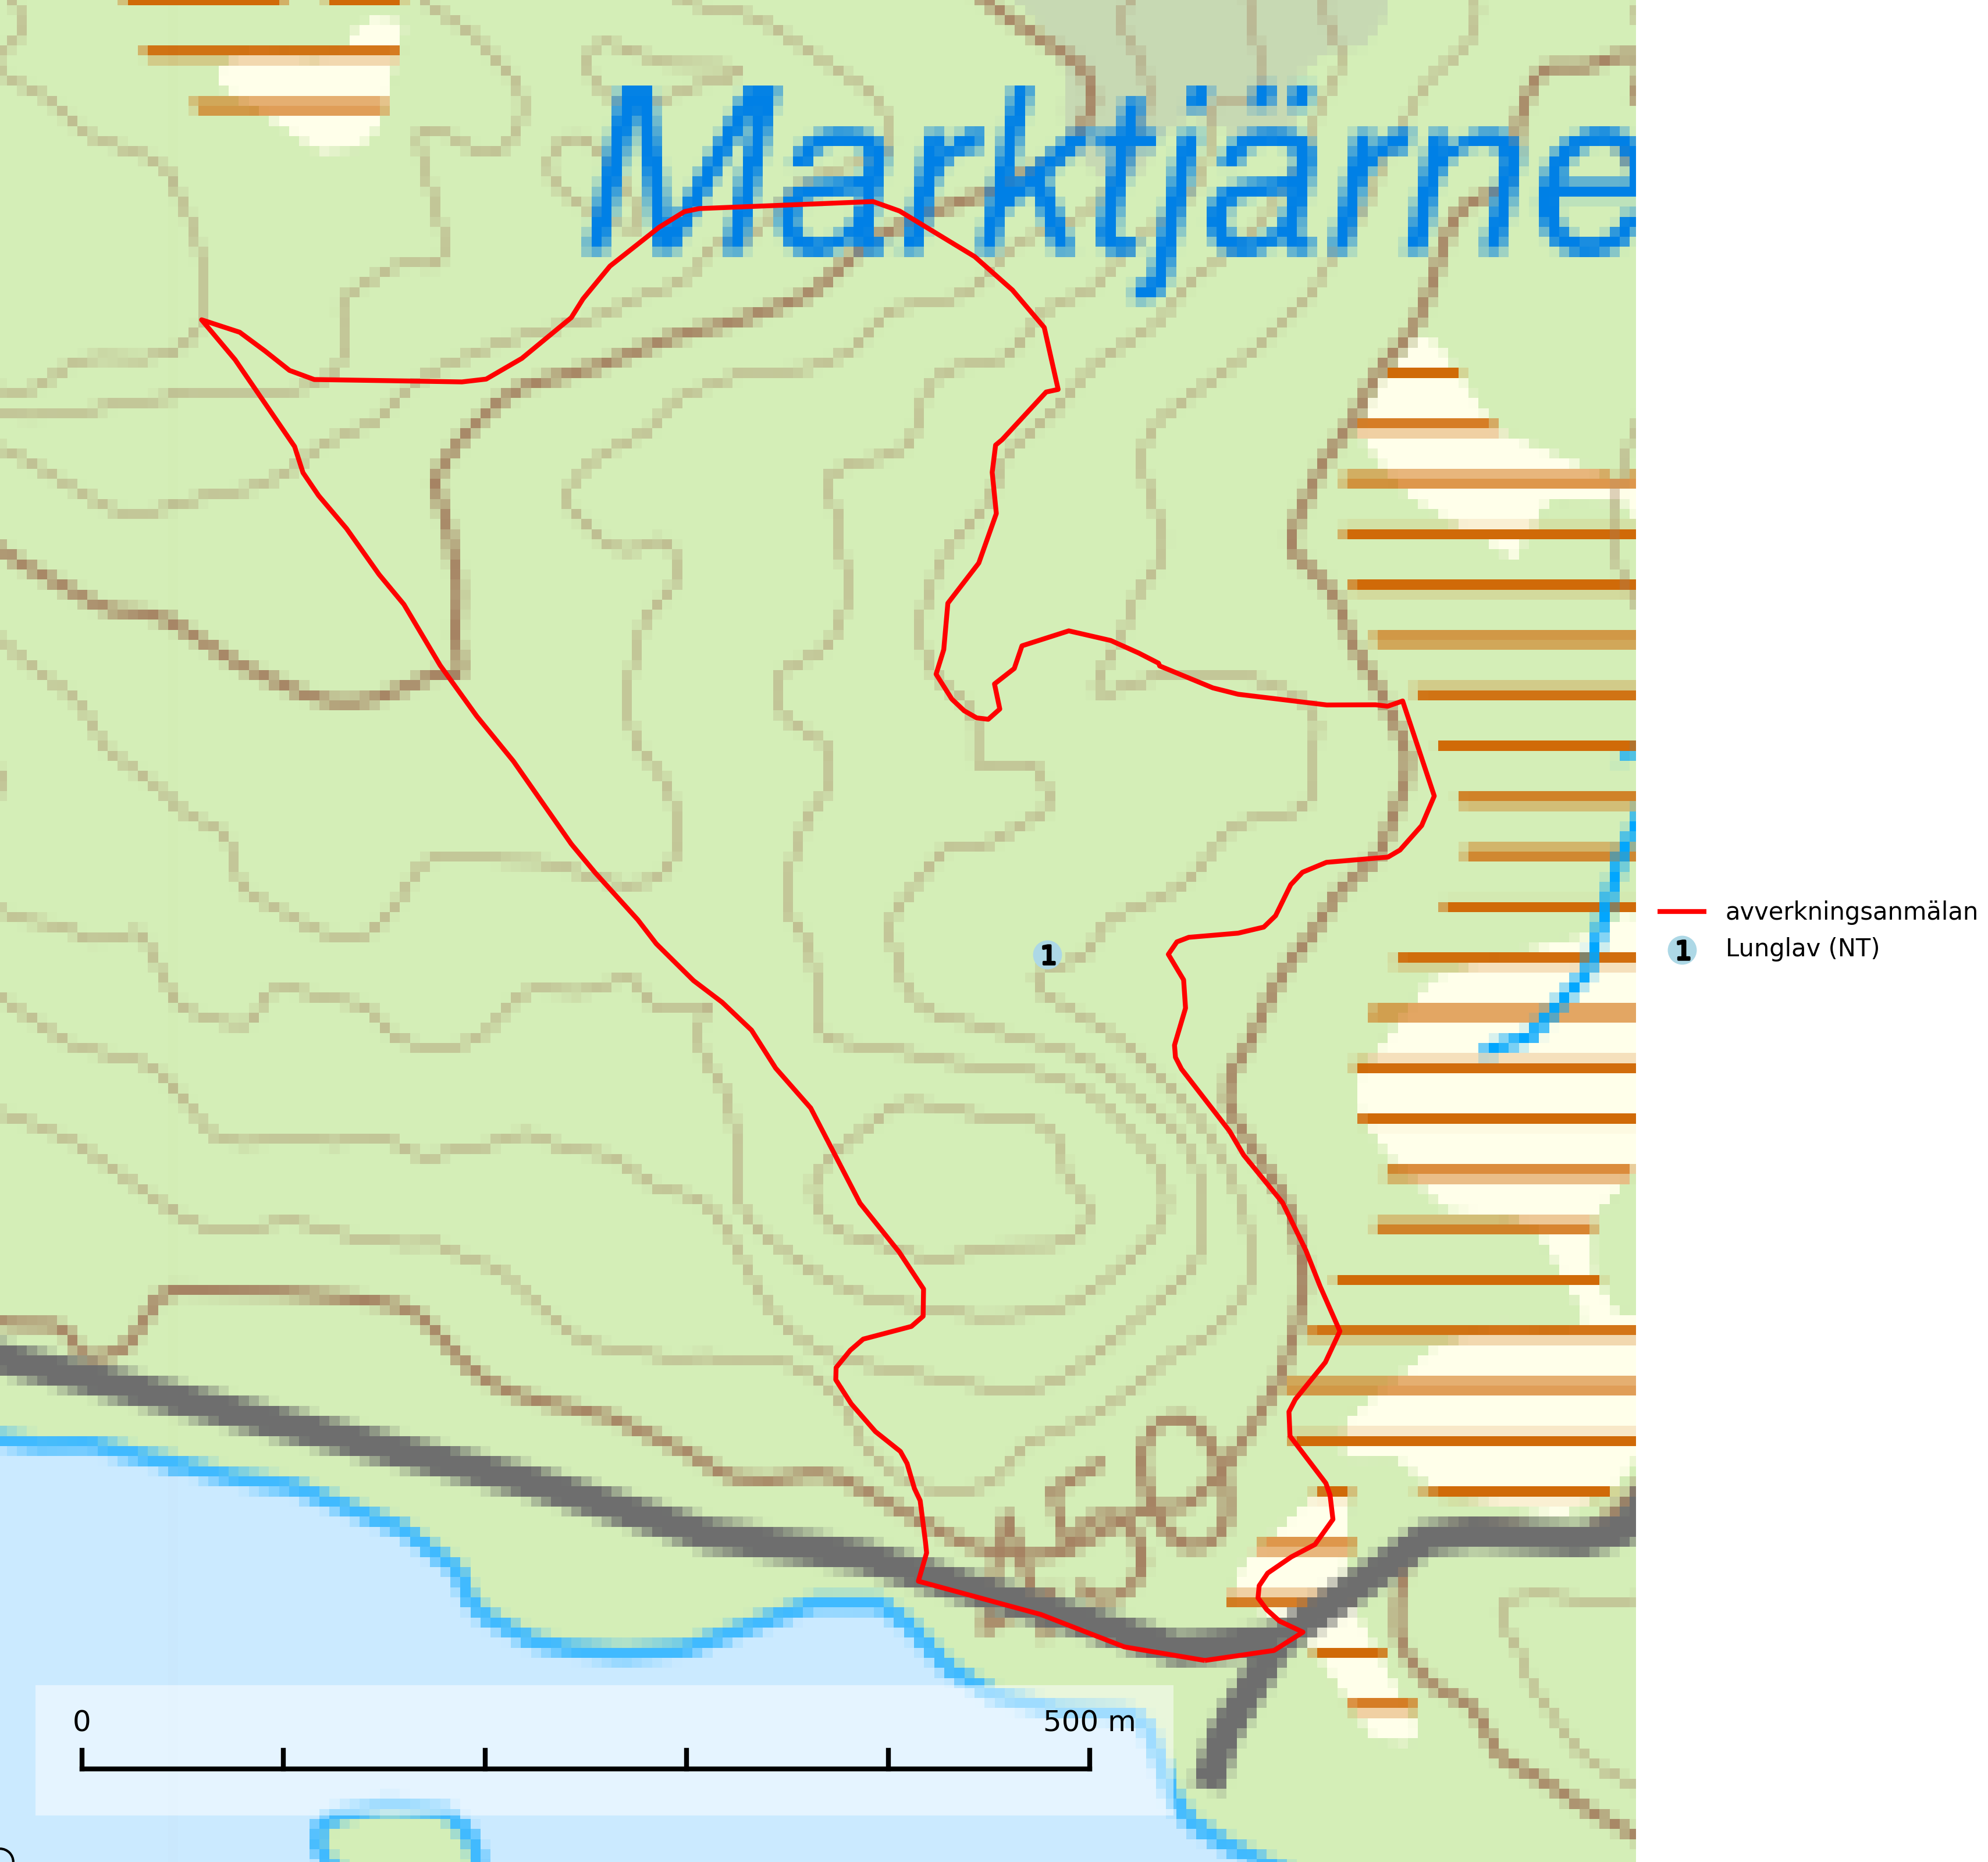 Marktjärne
1
avverkningsanmälan
1 Lunglav (NT)
0 500 m